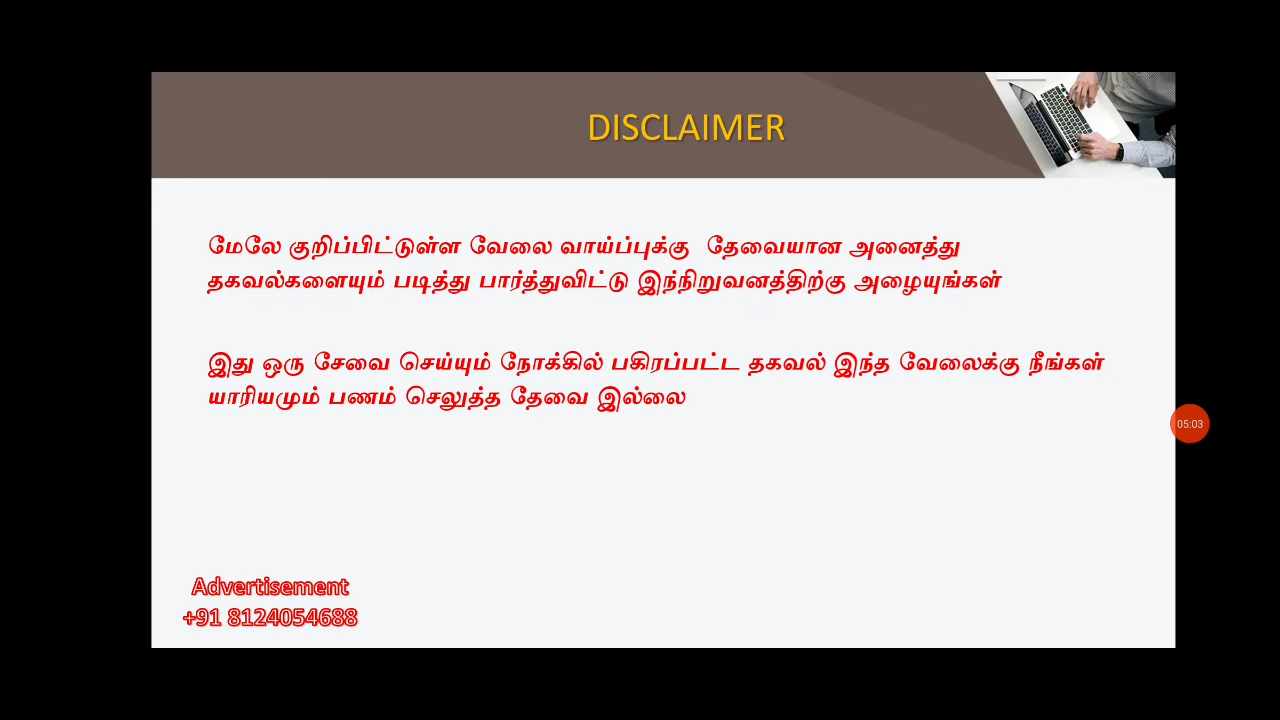 DISCLAIMER
மேலே குறிப்பிட்டுள்ள வேலை வாய்ப்புக்கு தேவையான அனைத்து
தகவல்களையும் படித்து பார்த்துவிட்டு இந்நிறுவனத்திற்கு அழையுங்கள்
இது ஒரு சேவை செய்யும் நோக்கில் பகிரப்பட்ட தகவல் இந்த வேலைக்கு நீங்கள்
யாரியமும் பணம் செலுத்த தேவை இல்லை
05:03
Advertisement
+91 8124054688